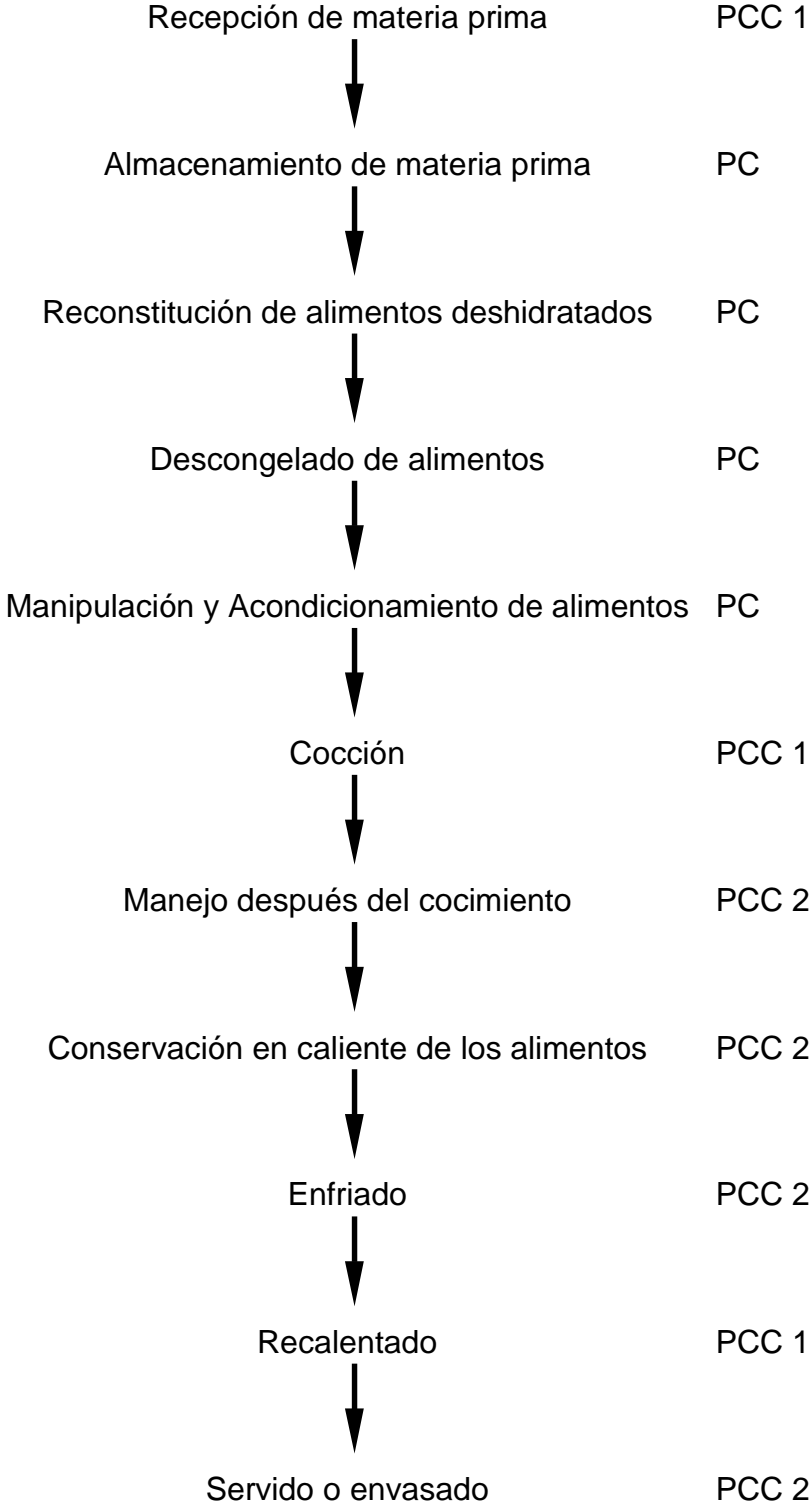 Recepción de materia prima PCC 1
Almacenamiento de materia prima PC
Reconstitución de alimentos deshidratados PC
Descongelado de alimentos PC
Manipulación y Acondicionamiento de alimentos PC
Cocción PCC 1
Manejo después del cocimiento PCC 2
Conservación en caliente de los alimentos PCC 2
Enfriado PCC 2
Recalentado PCC 1
Servido o envasado PCC 2